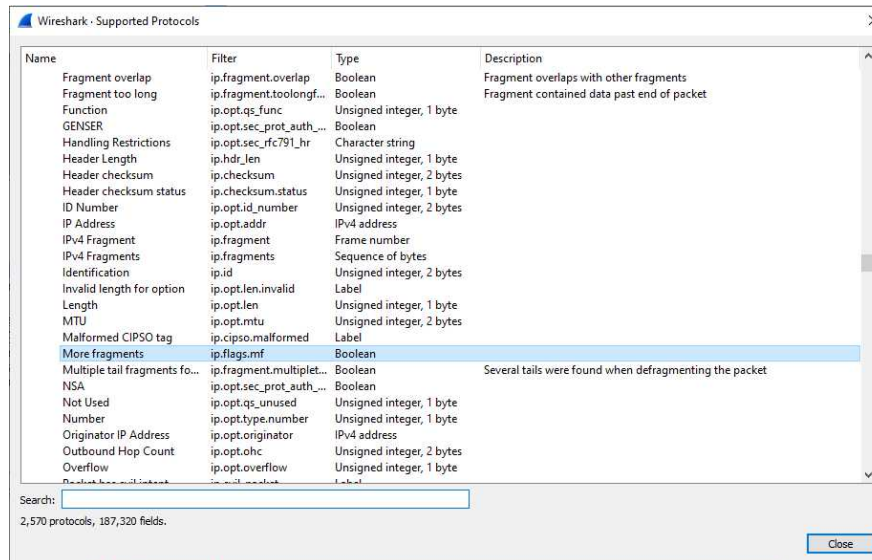 Wireshark · Supported Protocols
Name Filter Type Description
Fragment overlap ip.fragment.overlap Boolean Fragment overlaps with other fragments
Fragment too long ip.fragment.toolongf... Boolean Fragment contained data past end of packet
Function ip.opt.qs_func Unsigned integer, 1 byte
GENSER ip.opt.sec_prot_auth_... Boolean
Handling Restrictions ip.opt.sec_rfc791_hr Character string
Header Length ip.hdr_len Unsigned integer, 1 byte
Header checksum ip.checksum Unsigned integer, 2 bytes
Header checksum status ip.checksum.status Unsigned integer, 1 byte
ID Number ip.opt.id_number Unsigned integer, 2 bytes
IP Address ip.opt.addr IPv4 address
IPv4 Fragment ip.fragment Frame number
IPv4 Fragments ip.fragments Sequence of bytes
Identification ip.id Unsigned integer, 2 bytes
Invalid length for option ip.opt.len.invalid Label
Length ip.opt.len Unsigned integer, 1 byte
MTU ip.opt.mtu Unsigned integer, 2 bytes
Malformed CIPSO tag ip.cipso.malformed Label
More fragments ip.flags.mf Boolean
Multiple tail fragments fo... ip.fragment.multiplet... Boolean Several tails were found when defragmenting the packet
NSA ip.opt.sec_prot_auth_... Boolean
Not Used ip.opt.qs_unused Unsigned integer, 1 byte
Number ip.opt.type.number Unsigned integer, 1 byte
Originator IP Address ip.opt.originator IPv4 address
Outbound Hop Count ip.opt.ohc Unsigned integer, 2 bytes
Overflow ip.opt.overflow Unsigned integer, 1 byte
Packet has evil intent ip.evil_packet Label
Search:
2,570 protocols, 187,320 fields.
Close